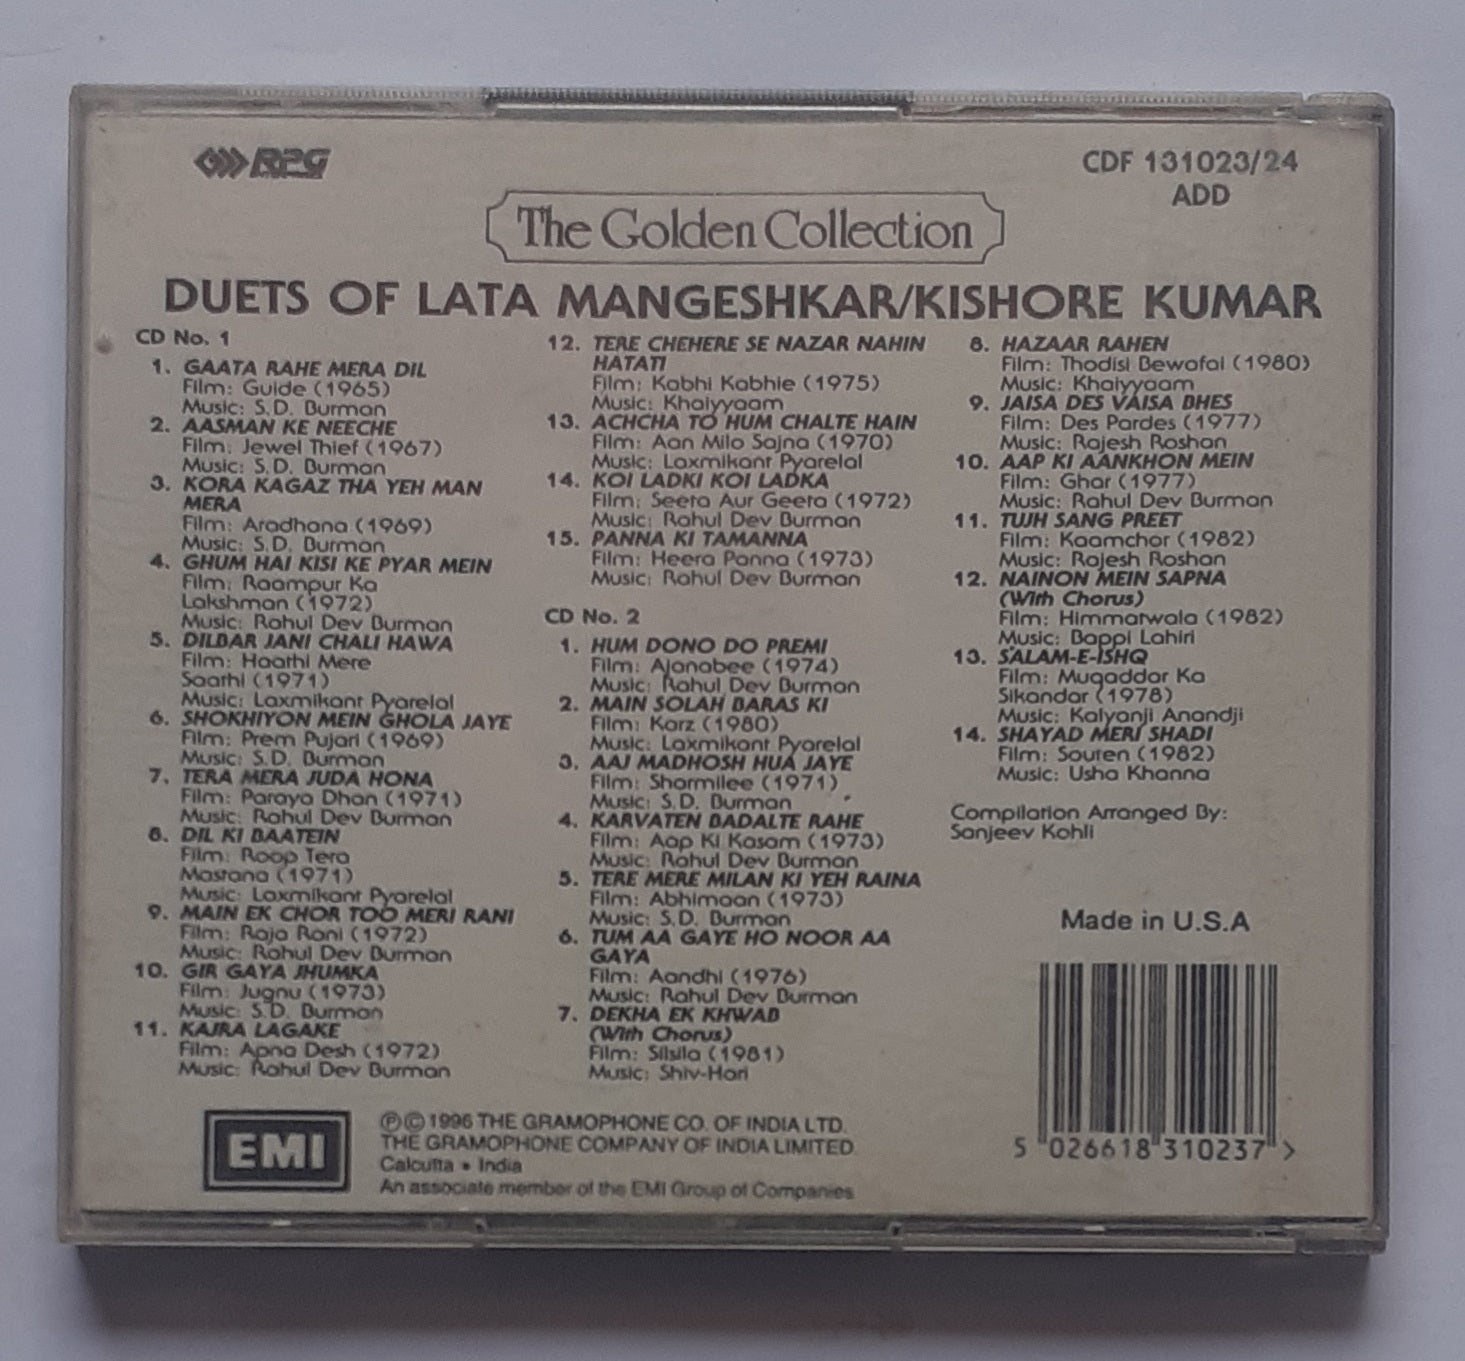 RPG
CDF 131023/24
ADD
The Golden Collection
DUETS OF LATA MANGESHKAR/KISHORE KUMAR
CD No. 1
1. GAATA RAHE MERA DIL
Film: Guide (1965)
Music: S.D. Burman
2. AASMAN KE NEECHE
Film: Jewel Thief (1967)
Music: S.D. Burman
3. KORA KAGAZ THA YEH MAN
MERA
Film: Aradhana (1969)
Music: S.D. Burman
4. GHUM HAI KISI KE PYAR MEIN
Film: Raampur Ka
Lakshman (1972)
Music: Rahul Dev Burman
5. DILBAR JANI CHALI HAWA
Film: Haathi Mere
Saathi (1971)
Music: Laxmikant Pyarelal
6. SHOKHIYON MEIN GHOLA JAYE
Film: Prem Pujari (1969)
Music: S.D. Burman
7. TERA MERA JUDA HONA
Film: Paraya Dhan (1971)
Music: Rahul Dev Burman
8. DIL KI BAATEIN
Film: Roop Tera
Mastana (1971)
Music: Laxmikant Pyarelal
9. MAIN EK CHOR TOO MERI RANI
Film: Raja Rani (1972)
Music: Rahul Dev Burman
10. GIR GAYA JHUMKA
Film: Jugnu (1973)
Music: S.D. Burman
11. KAJRA LAGAKE
Film: Apna Desh (1972)
Music: Rahul Dev Burman
12. TERE CHEHERE SE NAZAR NAHIN
HATATI
Film: Kabhi Kabhie (1975)
Music: Khaiyyaam
13. ACHCHA TO HUM CHALTE HAIN
Film: Aan Milo Sajna (1970)
Music: Laxmikant Pyarelal
14. KOI LADKI KOI LADKA
Film: Seeta Aur Geeta (1972)
Music: Rahul Dev Burman
15. PANNA KI TAMANNA
Film: Heera Panna (1973)
Music: Rahul Dev Burman
CD No. 2
1. HUM DONO DO PREMI
Film: Ajanabee (1974)
Music: Rahul Dev Burman
2. MAIN SOLAH BARAS KI
Film: Karz (1980)
Music: Laxmikant Pyarelal
3. AAJ MADHOSH HUA JAYE
Film: Sharmilee (1971)
Music: S.D. Burman
4. KARVATEN BADALTE RAHE
Film: Aap Ki Kasam (1973)
Music: Rahul Dev Burman
5. TERE MERE MILAN KI YEH RAINA
Film: Abhimaan (1973)
Music: S.D. Burman
6. TUM AA GAYE HO NOOR AA
GAYA
Film: Aandhi (1976)
Music: Rahul Dev Burman
7. DEKHA EK KHWAB
(With Chorus)
Film: Silsila (1981)
Music: Shiv-Hari
8. HAZAAR RAHEN
Film: Thodisi Bewafai (1980)
Music: Khaiyyaam
9. JAISA DES VAISA BHES
Film: Des Pardes (1977)
Music: Rajesh Roshan
10. AAP KI AANKHON MEIN
Film: Ghar (1977)
Music: Rahul Dev Burman
11. TUJH SANG PREET
Film: Kaamchor (1982)
Music: Rajesh Roshan
12. NAINON MEIN SAPNA
(With Chorus)
Film: Himmatwala (1982)
Music: Bappi Lahiri
13. SALAM-E-ISHQ
Film: Muqaddar Ka
Sikandar (1978)
Music: Kalyanji Anandji
14. SHAYAD MERI SHADI
Film: Souten (1982)
Music: Usha Khanna
Compilation Arranged By:
Sanjeev Kohli
Made in U.S.A
5 026618 310237 >
EMI
℗© 1996 THE GRAMOPHONE CO. OF INDIA LTD.
THE GRAMOPHONE COMPANY OF INDIA LIMITED.
Calcutta • India
An associate member of the EMI Group of Companies